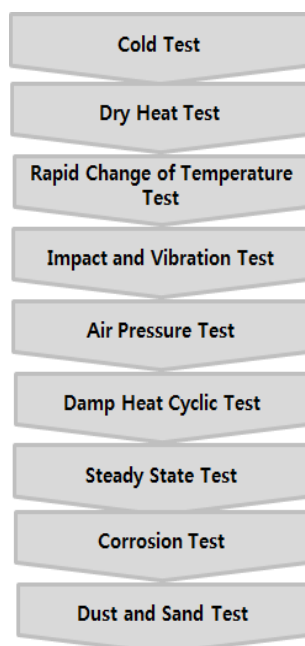 Cold Test
Dry Heat Test
Rapid Change of Temperature
Test
Impact and Vibration Test
Air Pressure Test
Damp Heat Cyclic Test
Steady State Test
Corrosion Test
Dust and Sand Test